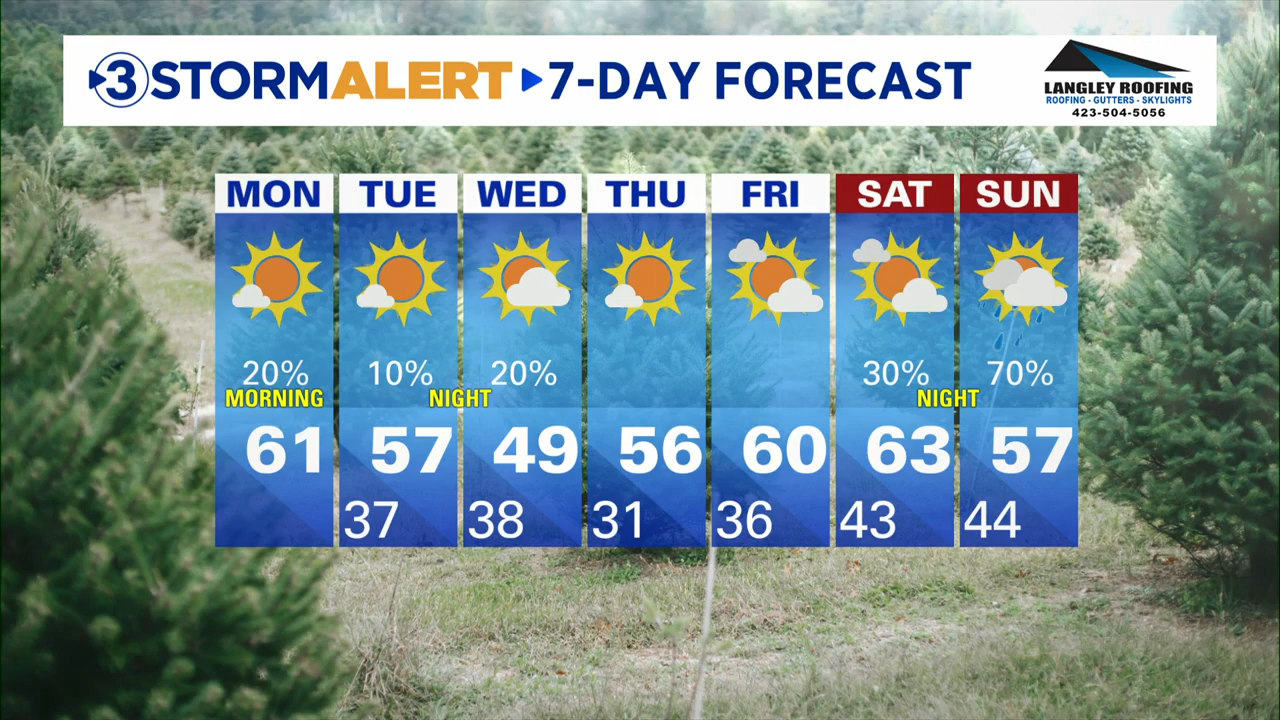 3 STORM ALERT 7-DAY FORECAST
LANGLEY ROOFING
ROOFING - GUTTERS - SKYLIGHTS
423-504-5056
MON TUE WED THU FRI SAT SUN
20% 10% 20% 30% 70%
MORNING NIGHT NIGHT
61 57 49 56 60 63 57
37 38 31 36 43 44